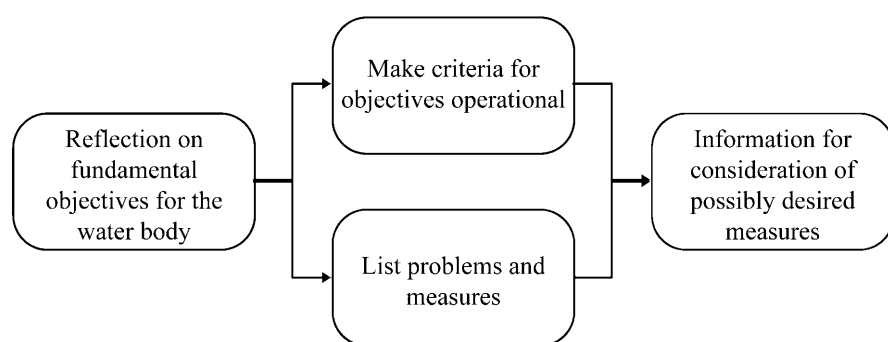 Reflection on
fundamental
objectives for the
water body
Make criteria for
objectives operational
List problems and
measures
Information for
consideration of
possibly desired
measures